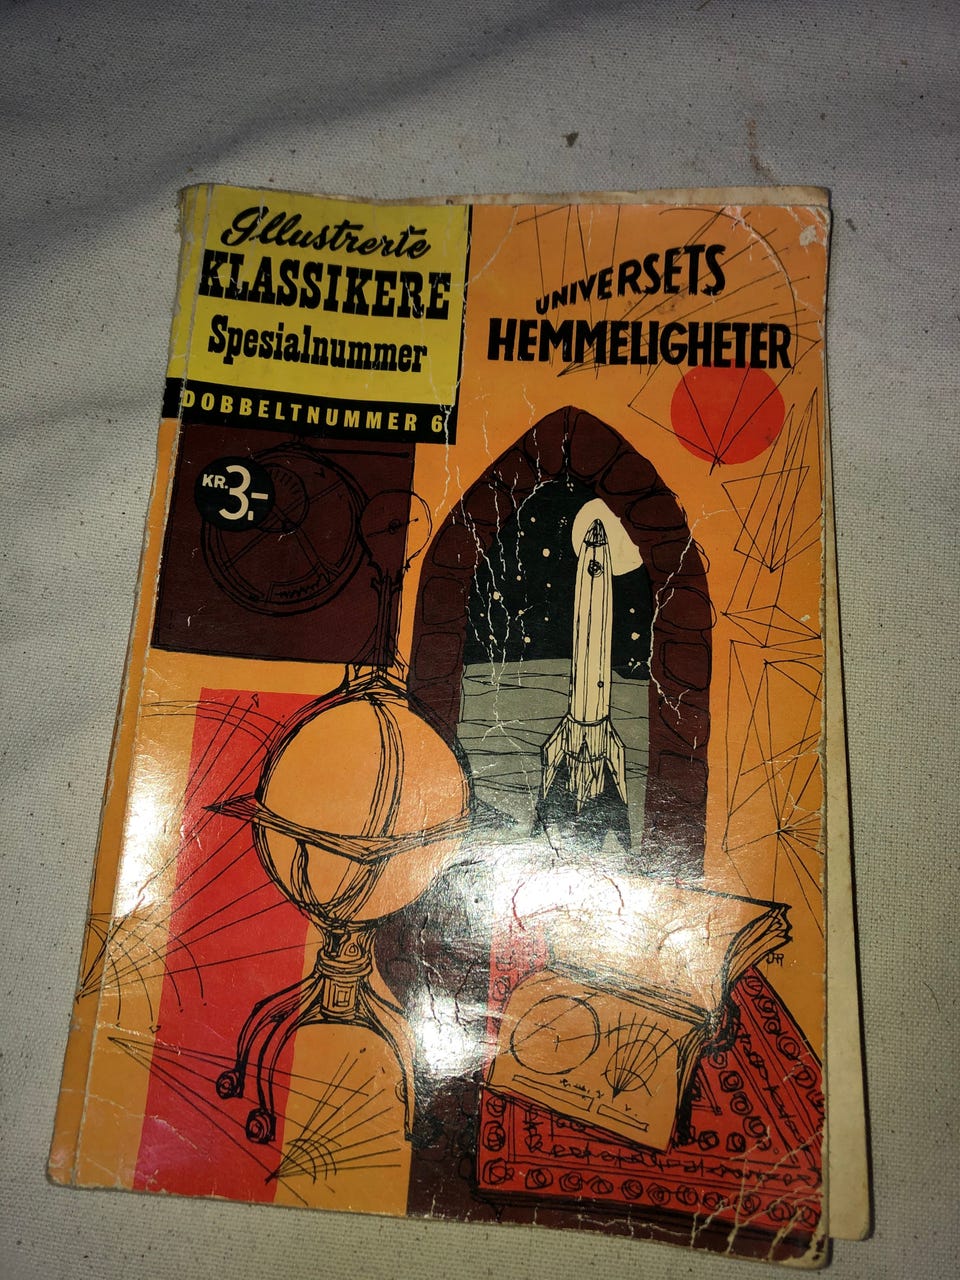 Illustrerte
KLASSIKERE
Spesialnummer
DOBBELTNUMMER 6
UNIVERSETS
HEMMELIGHETER
KR. 3,-